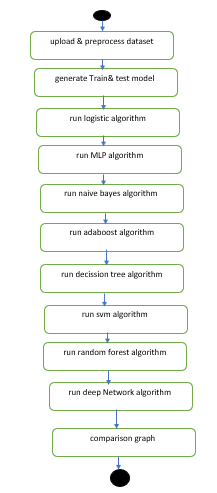 upload & preprocess dataset
generate Train& test model
run logistic algorithm
run MLP algorithm
run naive bayes algorithm
run adaboost algorithm
run decission tree algorithm
run svm algorithm
run random forest algorithm
run deep Network algorithm
comparison graph